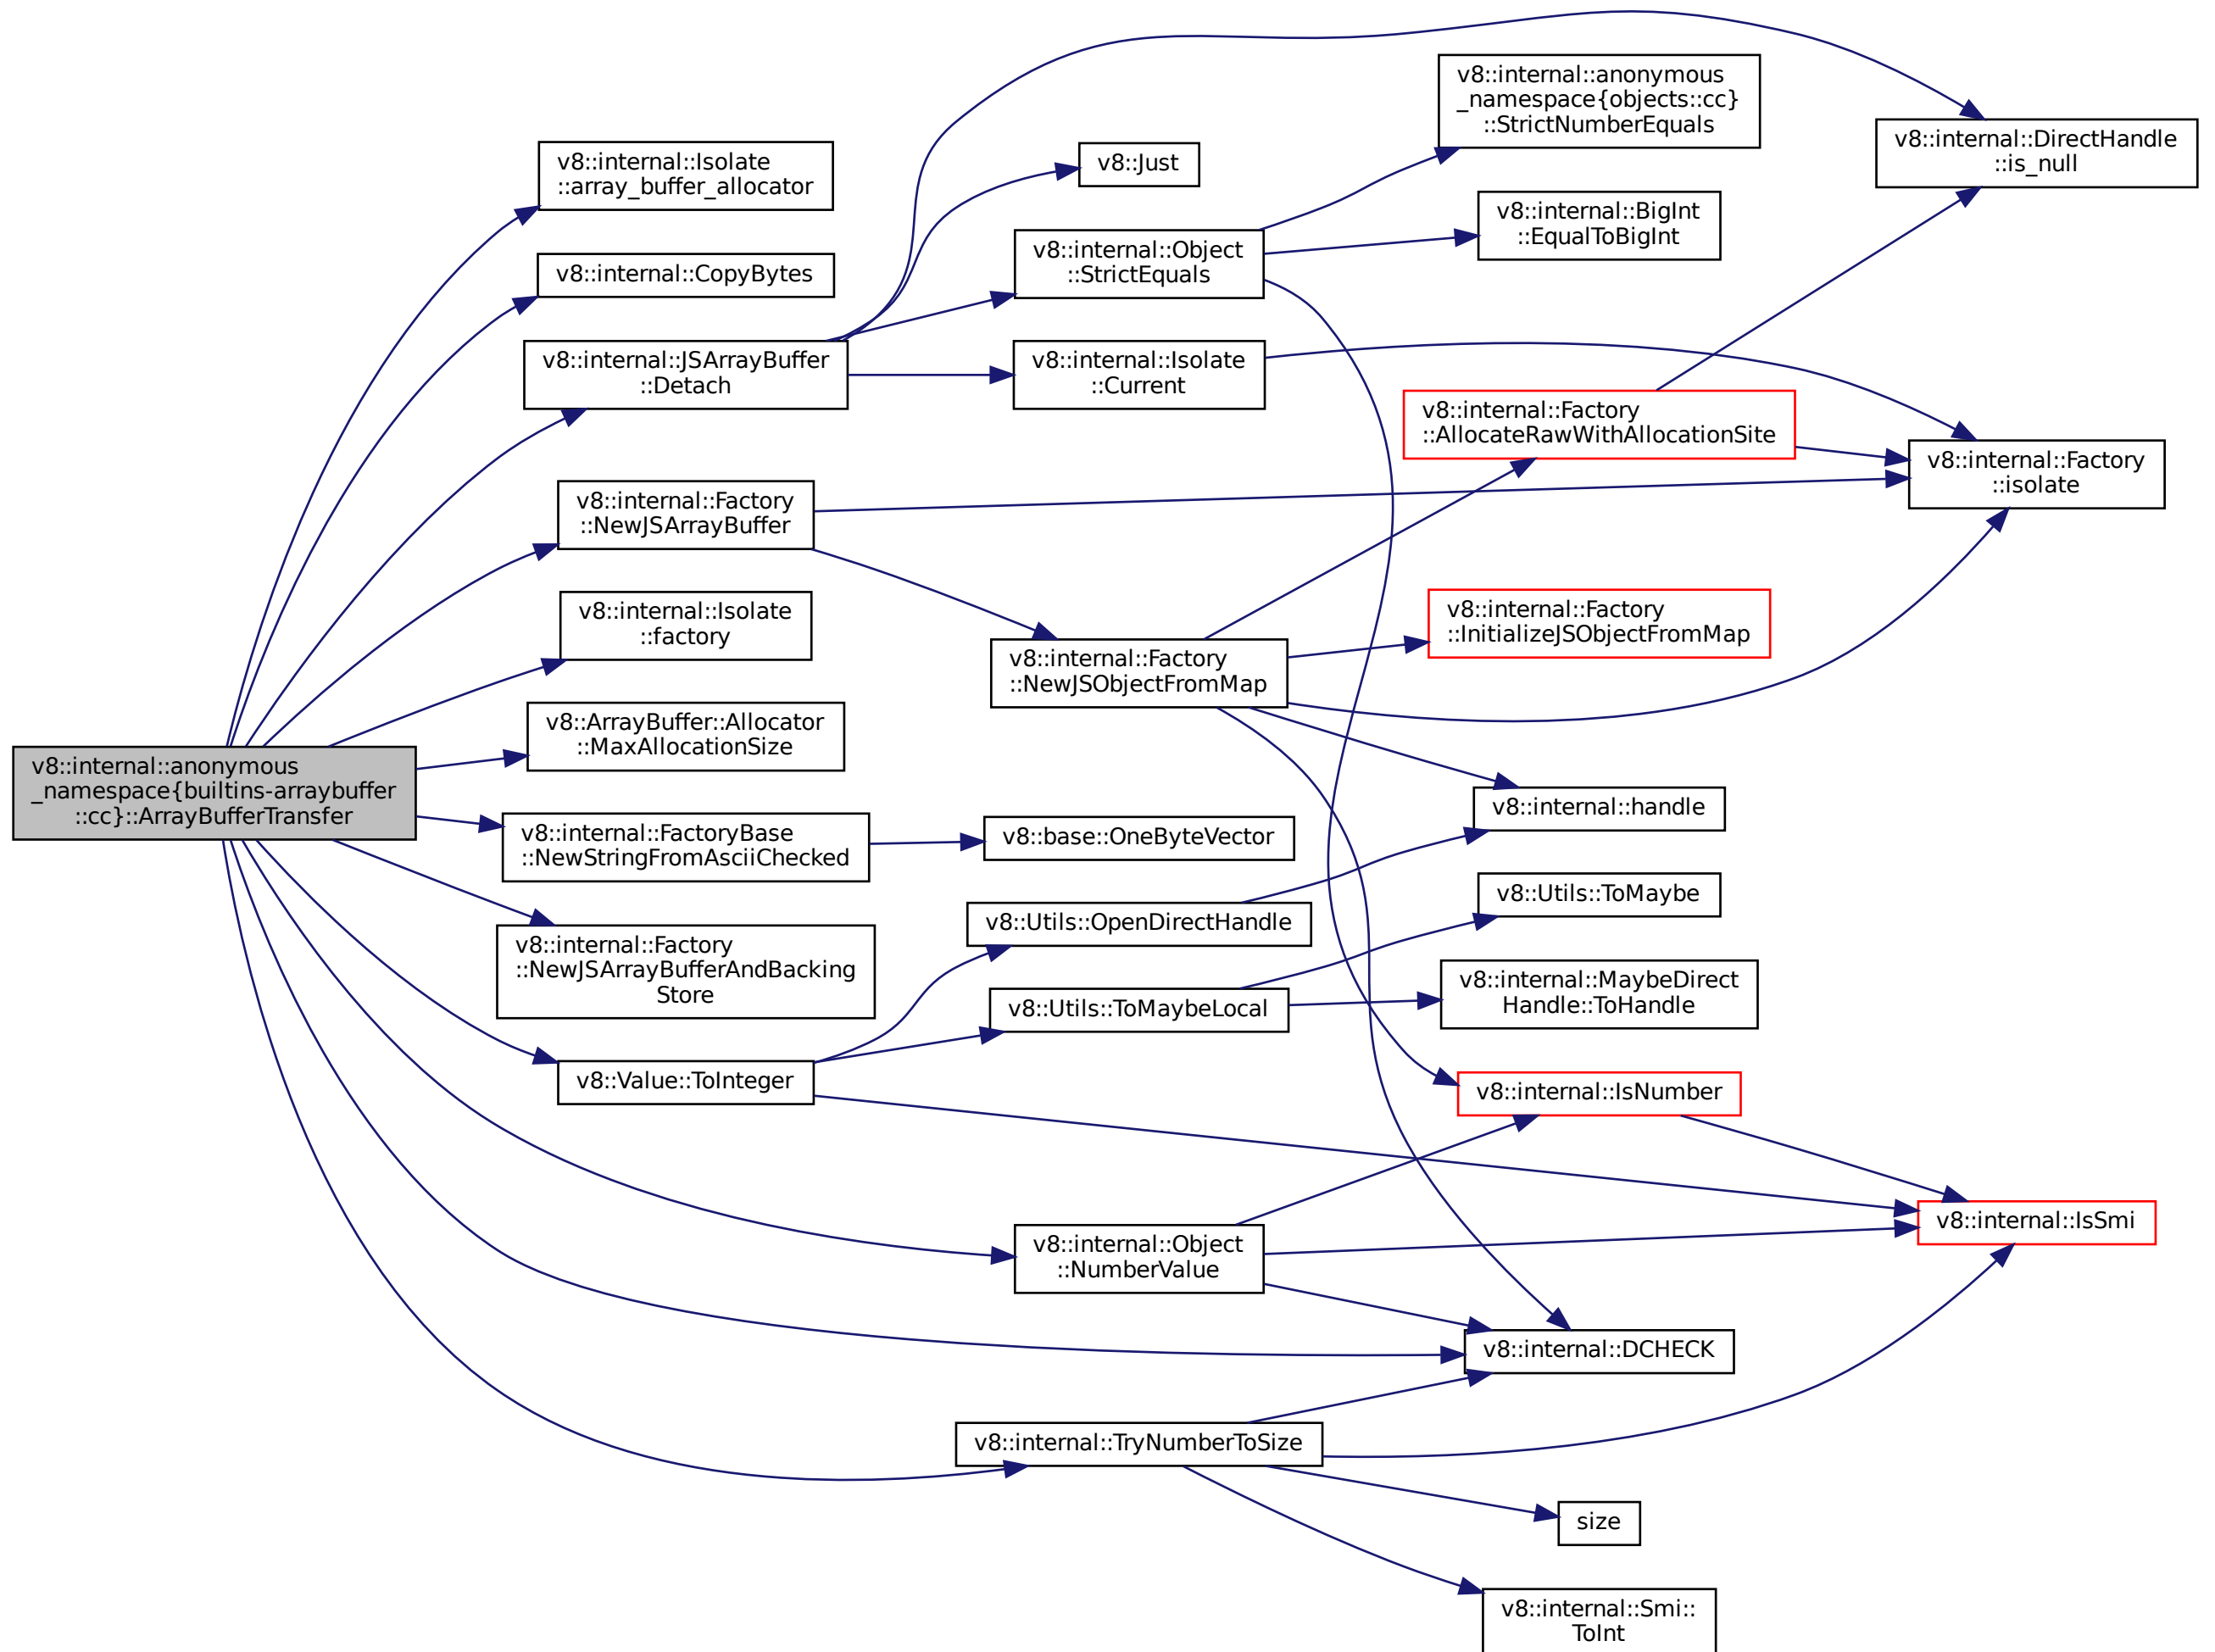 v8::internal::anonymous
_namespace{builtins-arraybuffer
::cc}::ArrayBufferTransfer
v8::internal::Isolate
::array_buffer_allocator
v8::internal::CopyBytes
v8::internal::JSArrayBuffer
::Detach
v8::internal::Factory
::NewJSArrayBuffer
v8::internal::Isolate
::factory
v8::ArrayBuffer::Allocator
::MaxAllocationSize
v8::internal::FactoryBase
::NewStringFromAsciiChecked
v8::internal::Factory
::NewJSArrayBufferAndBacking
Store
v8::Value::ToInteger
v8::Just
v8::internal::Object
::StrictEquals
v8::internal::Isolate
::Current
v8::internal::Factory
::NewJSObjectFromMap
v8::base::OneByteVector
v8::Utils::OpenDirectHandle
v8::Utils::ToMaybeLocal
v8::internal::Object
::NumberValue
v8::internal::TryNumberToSize
v8::internal::anonymous
_namespace{objects::cc}
::StrictNumberEquals
v8::internal::BigInt
::EqualToBigInt
v8::internal::Factory
::AllocateRawWithAllocationSite
v8::internal::Factory
::InitializeJSObjectFromMap
v8::internal::handle
v8::Utils::ToMaybe
v8::internal::MaybeDirect
Handle::ToHandle
v8::internal::IsNumber
v8::internal::DCHECK
size
v8::internal::Smi::
ToInt
v8::internal::DirectHandle
::is_null
v8::internal::Factory
::isolate
v8::internal::IsSmi